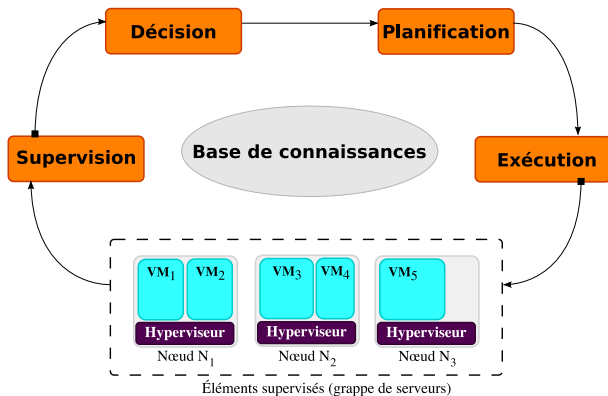 Décision
Planification
Supervision
Base de connaissances
Exécution
VM1 VM2 VM3 VM4 VM5
Hyperviseur Hyperviseur Hyperviseur
Nœud N1 Nœud N2 Nœud N3
Éléments supervisés (grappe de serveurs)